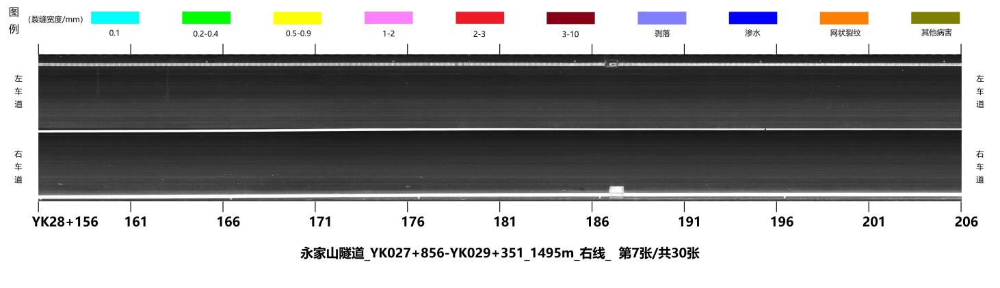 图例
(裂缝宽度/mm)
0.1 0.2-0.4 0.5-0.9 1-2 2-3 3-10 剥落 渗水 网状裂纹 其他病害
左车道
左车道
右车道
右车道
YK28+156 161 166 171 176 181 186 191 196 201 206
永家山隧道_YK027+856-YK029+351_1495m_右线_ 第7张/共30张